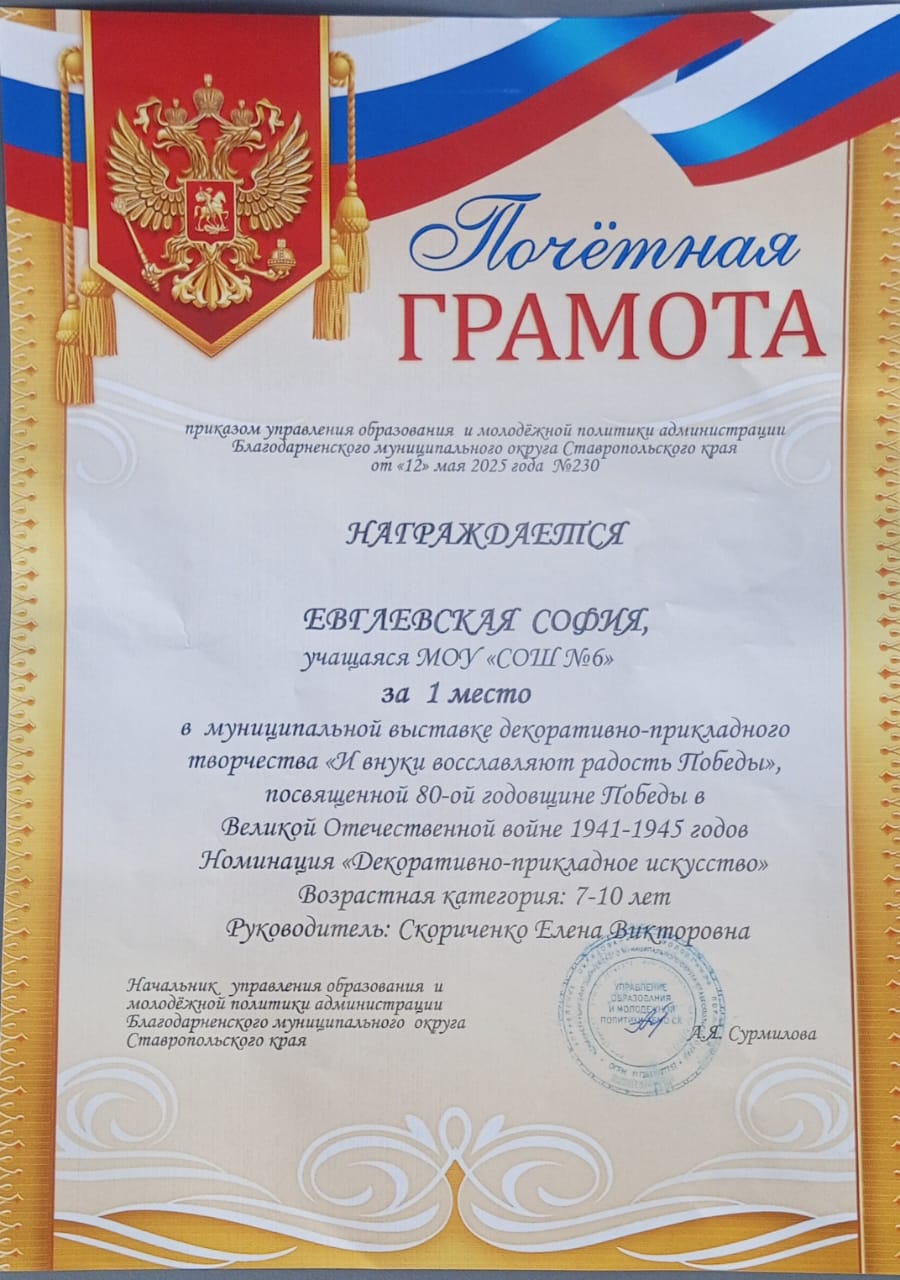 Почётная
ГРАМОТА
приказом управления образования и молодёжной политики администрации
Благодарненского муниципального округа Ставропольского края
от «12» мая 2025 года №230
НАГРАЖДАЕТСЯ
ЕВГЛЕВСКАЯ СОФИЯ,
учащаяся МОУ «СОШ №6»
за 1 место
в муниципальной выставке декоративно-прикладного
творчества «И внуки восславляют радость Победы»,
посвященной 80-ой годовщине Победы в
Великой Отечественной войне 1941-1945 годов
Номинация «Декоративно-прикладное искусство»
Возрастная категория: 7-10 лет
Руководитель: Скориченко Елена Викторовна
Начальник управления образования и
молодёжной политики администрации
Благодарненского муниципального округа
Ставропольского края
УПРАВЛЕНИЕ
ОБРАЗОВАНИЯ
И МОЛОДЕЖНОЙ
А.Я. Сурмилова